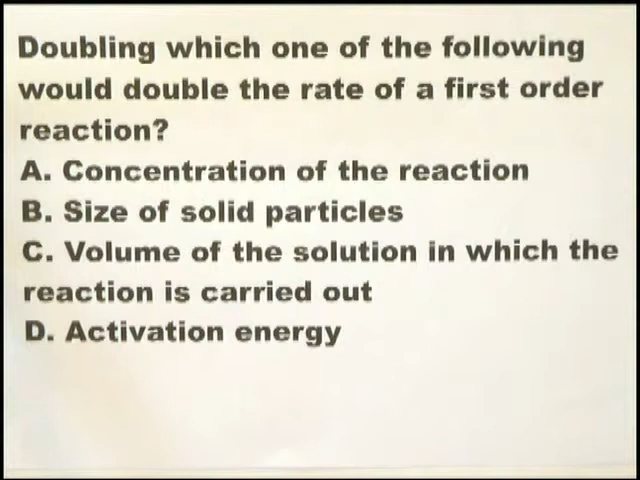 Doubling which one of the following
would double the rate of a first order
reaction?
A. Concentration of the reaction
B. Size of solid particles
C. Volume of the solution in which the
reaction is carried out
D. Activation energy